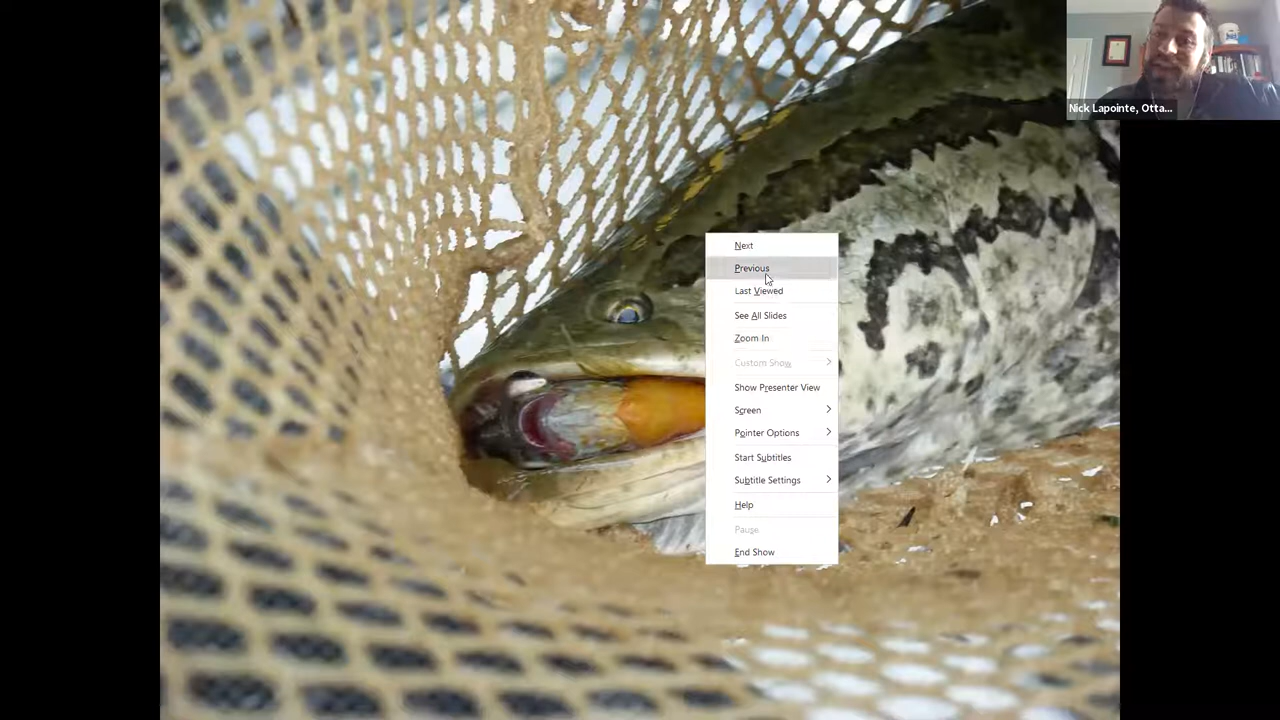 Nick Lapointe, Otta...
Next
Previous
Last Viewed
See All Slides
Zoom In
Custom Show
Show Presenter View
Screen
Pointer Options
Start Subtitles
Subtitle Settings
Help
Pause
End Show